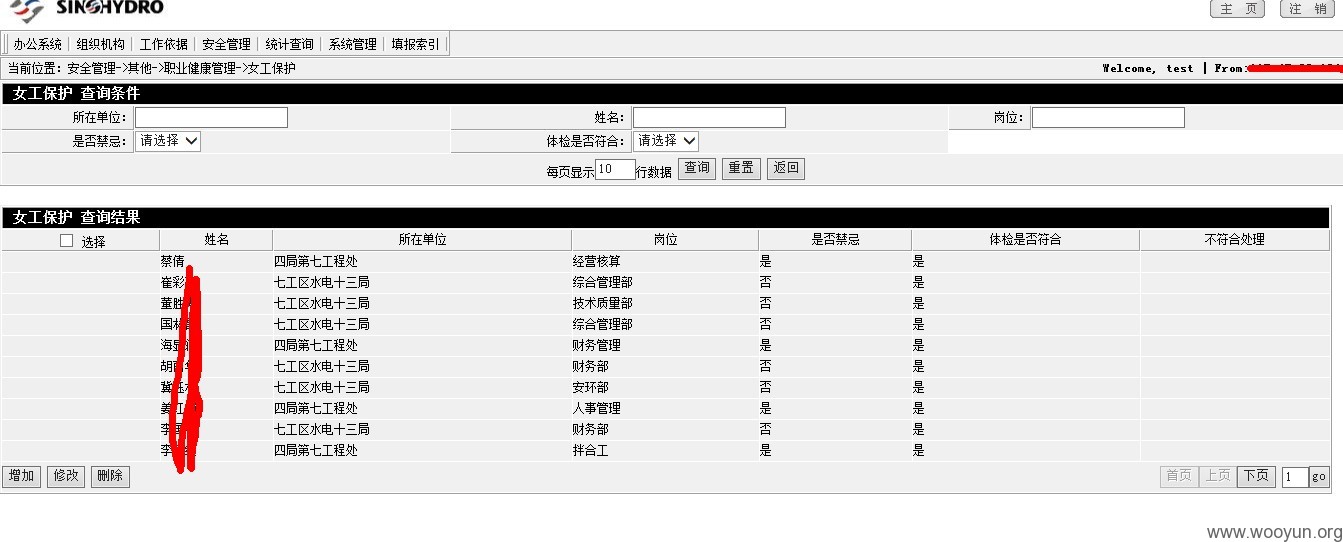 SINOHYDRO
主 页 注 销
办公系统 组织机构 工作依据 安全管理 统计查询 系统管理 填报索引
当前位置：安全管理->其他->职业健康管理->女工保护 Welcome, test | From:
女工保护 查询条件
所在单位： 姓名： 岗位：
是否禁忌： 请选择 体检是否符合： 请选择
每页显示 10 行数据 查询 重置 返回
女工保护 查询结果
选择 姓名 所在单位 岗位 是否禁忌 体检是否符合 不符合处理
蔡倩 四局第七工程处 经营核算 是 是
崔彩 七工区水电十三局 综合管理部 否 是
董胜 七工区水电十三局 技术质量部 否 是
国林 七工区水电十三局 综合管理部 否 是
海显 四局第七工程处 财务管理 是 是
胡 七工区水电十三局 财务部 否 是
冀 七工区水电十三局 安环部 否 是
姜红 四局第七工程处 人事管理 是 是
李 七工区水电十三局 财务部 否 是
李 四局第七工程处 拌合工 是 是
增加 修改 删除 首页 上页 下页 1 go
www.wooyun.org